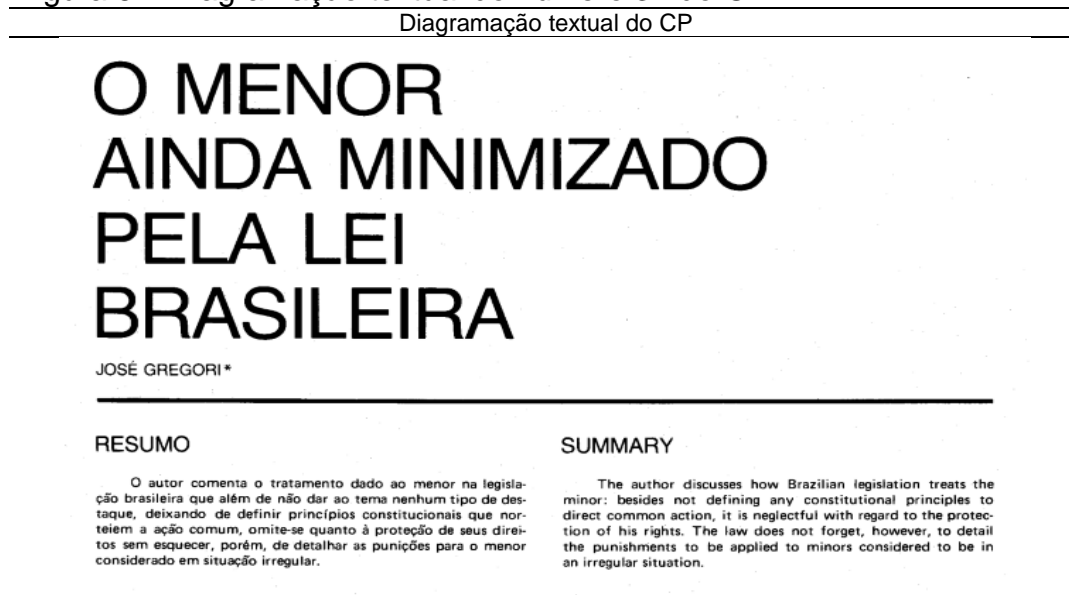 Diagramação textual do CP
O MENOR
AINDA MINIMIZADO
PELA LEI
BRASILEIRA
JOSÉ GREGORI*
RESUMO
O autor comenta o tratamento dado ao menor na legisla-
ção brasileira que além de não dar ao tema nenhum tipo de des-
taque, deixando de definir princípios constitucionais que nor-
teiem a ação comum, omite-se quanto à proteção de seus direi-
tos sem esquecer, porém, de detalhar as punições para o menor
considerado em situação irregular.
SUMMARY
The author discusses how Brazilian legislation treats the
minor: besides not defining any constitutional principles to
direct common action, it is neglectful with regard to the protec-
tion of his rights. The law does not forget, however, to detail
the punishments to be applied to minors considered to be in
an irregular situation.